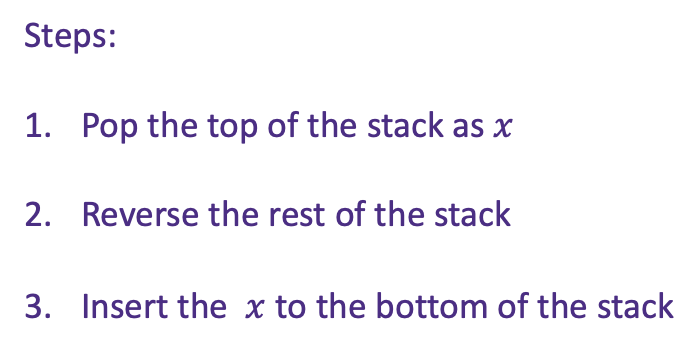 Steps:
1. Pop the top of the stack as x
2. Reverse the rest of the stack
3. Insert the x to the bottom of the stack